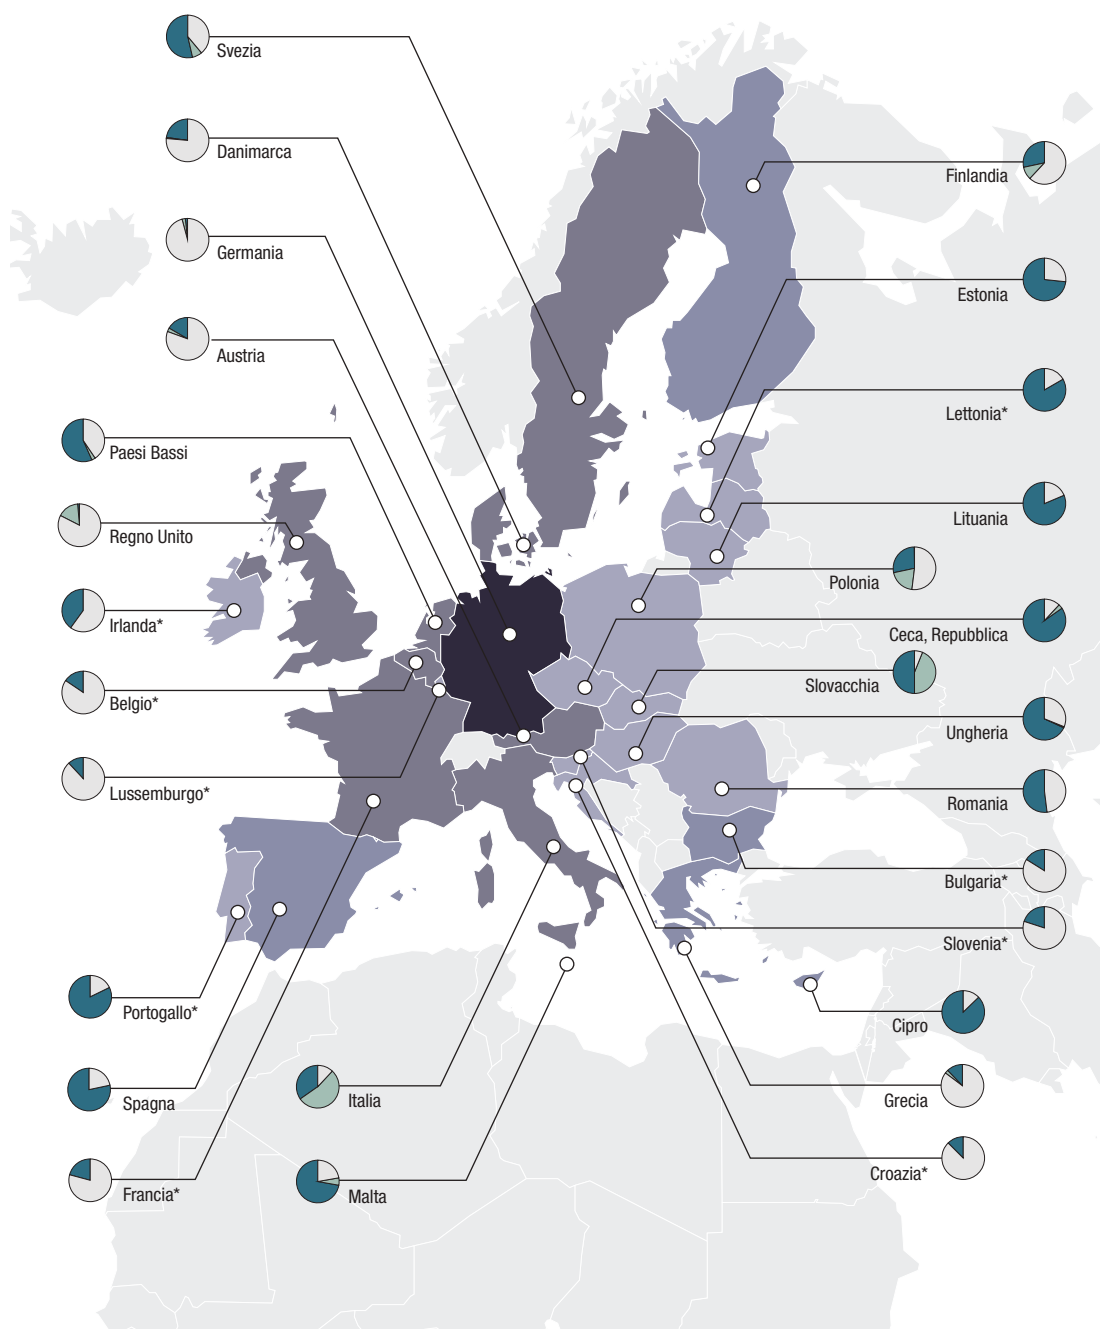 Svezia
Danimarca
Finlandia
Germania
Estonia
Austria
Lettonia*
Paesi Bassi
Lituania
Regno Unito
Polonia
Irlanda*
Ceca, Repubblica
Slovacchia
Belgio*
Ungheria
Lussemburgo*
Romania
Bulgaria*
Slovenia*
Portogallo*
Cipro
Spagna
Italia
Grecia
Croazia*
Francia*
Malta